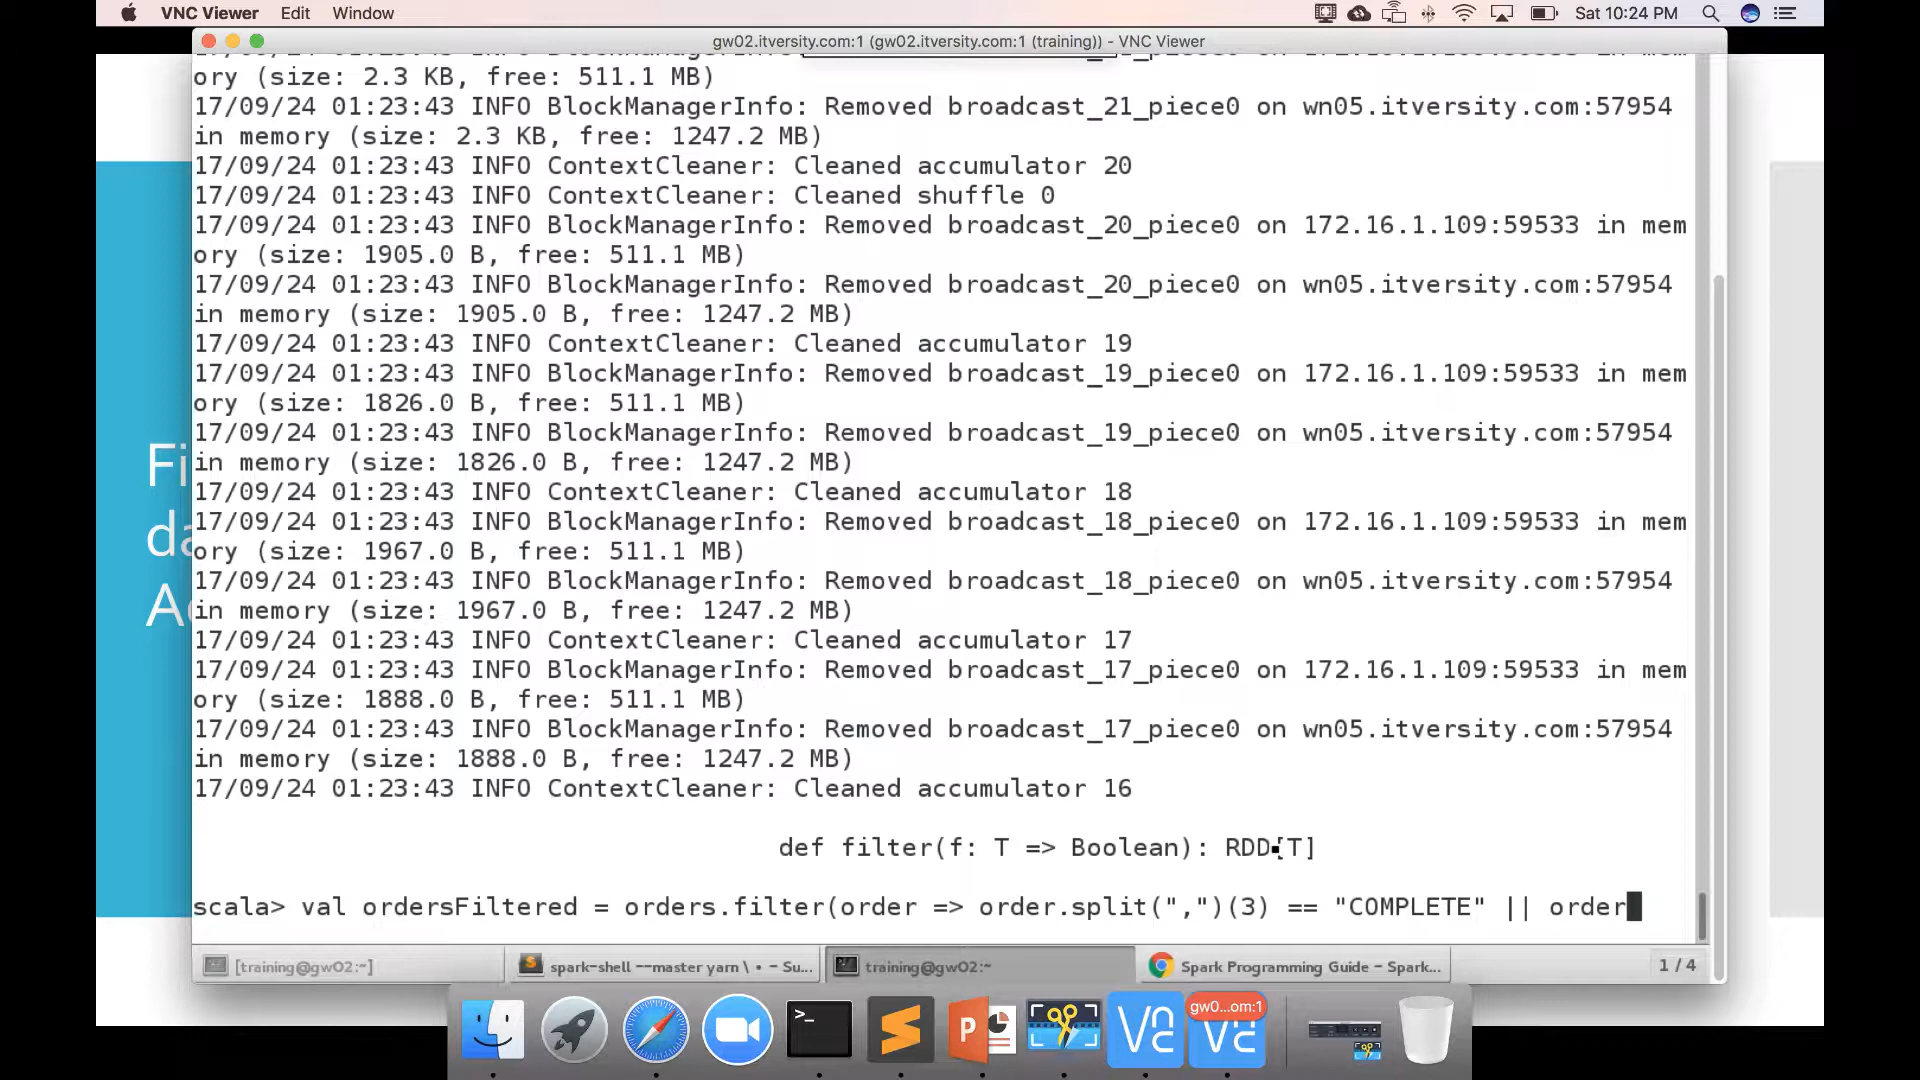 VNC Viewer Edit Window Sat 10:24 PM
gw02.itversity.com:1 (gw02.itversity.com:1 (training)) - VNC Viewer
ory (size: 2.3 KB, free: 511.1 MB)
17/09/24 01:23:43 INFO BlockManagerInfo: Removed broadcast_21_piece0 on wn05.itversity.com:57954
in memory (size: 2.3 KB, free: 1247.2 MB)
17/09/24 01:23:43 INFO ContextCleaner: Cleaned accumulator 20
17/09/24 01:23:43 INFO ContextCleaner: Cleaned shuffle 0
17/09/24 01:23:43 INFO BlockManagerInfo: Removed broadcast_20_piece0 on 172.16.1.109:59533 in mem
ory (size: 1905.0 B, free: 511.1 MB)
17/09/24 01:23:43 INFO BlockManagerInfo: Removed broadcast_20_piece0 on wn05.itversity.com:57954
in memory (size: 1905.0 B, free: 1247.2 MB)
17/09/24 01:23:43 INFO ContextCleaner: Cleaned accumulator 19
17/09/24 01:23:43 INFO BlockManagerInfo: Removed broadcast_19_piece0 on 172.16.1.109:59533 in mem
ory (size: 1826.0 B, free: 511.1 MB)
17/09/24 01:23:43 INFO BlockManagerInfo: Removed broadcast_19_piece0 on wn05.itversity.com:57954
in memory (size: 1826.0 B, free: 1247.2 MB)
17/09/24 01:23:43 INFO ContextCleaner: Cleaned accumulator 18
17/09/24 01:23:43 INFO BlockManagerInfo: Removed broadcast_18_piece0 on 172.16.1.109:59533 in mem
ory (size: 1967.0 B, free: 511.1 MB)
17/09/24 01:23:43 INFO BlockManagerInfo: Removed broadcast_18_piece0 on wn05.itversity.com:57954
in memory (size: 1967.0 B, free: 1247.2 MB)
17/09/24 01:23:43 INFO ContextCleaner: Cleaned accumulator 17
17/09/24 01:23:43 INFO BlockManagerInfo: Removed broadcast_17_piece0 on 172.16.1.109:59533 in mem
ory (size: 1888.0 B, free: 511.1 MB)
17/09/24 01:23:43 INFO BlockManagerInfo: Removed broadcast_17_piece0 on wn05.itversity.com:57954
in memory (size: 1888.0 B, free: 1247.2 MB)
17/09/24 01:23:43 INFO ContextCleaner: Cleaned accumulator 16
def filter(f: T => Boolean): RDD[T]
scala> val ordersFiltered = orders.filter(order => order.split(",")(3) == "COMPLETE" || order
[training@gw02:~] spark-shell --master yarn \ • - Su... training@gw02:~ Spark Programming Guide - Spark... 1 / 4
gw0...om:1